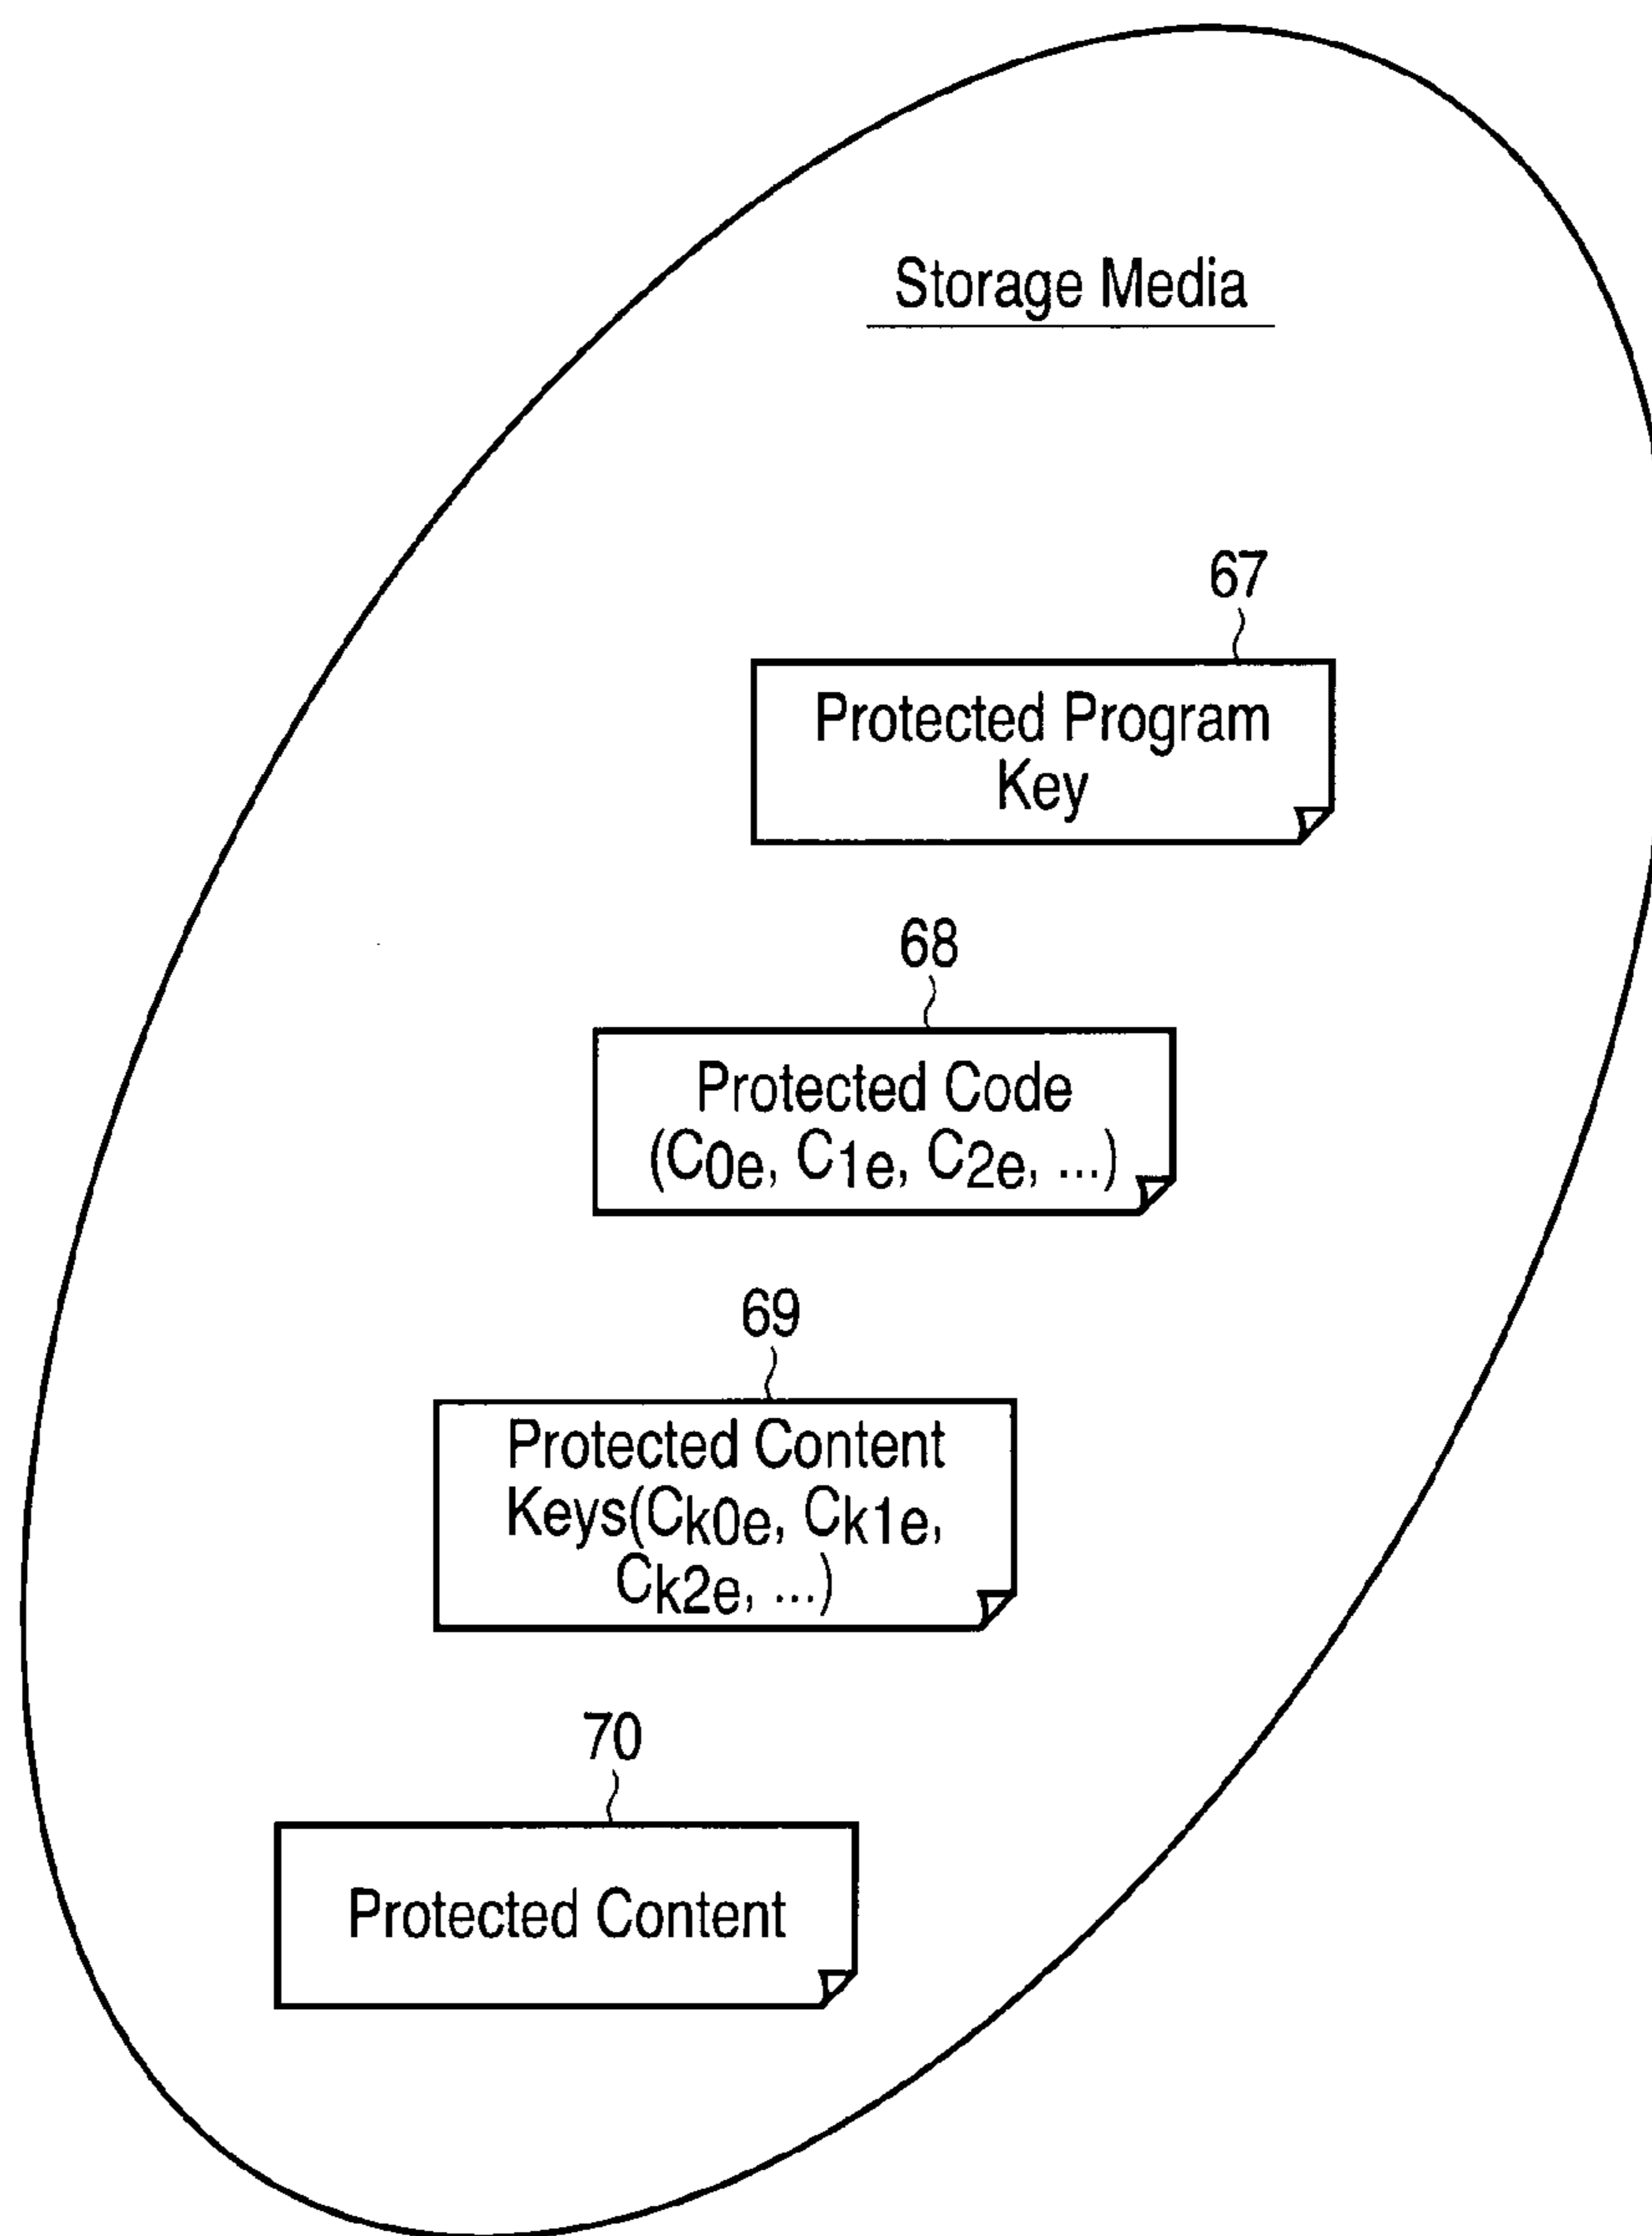 Storage Media
67
Protected Program
Key
68
Protected Code
(C0e, C1e, C2e, ...)
69
Protected Content
Keys(Ck0e, Ck1e,
Ck2e, ...)
70
Protected Content